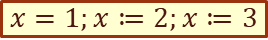 x = 1; x ≔ 2; x ≔ 3